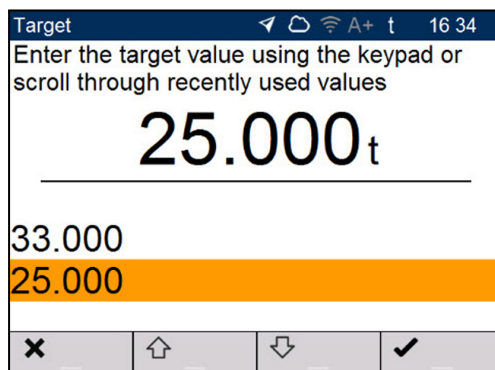 Target A+ t 16 34
Enter the target value using the keypad or
scroll through recently used values
25.000 t
33.000
25.000